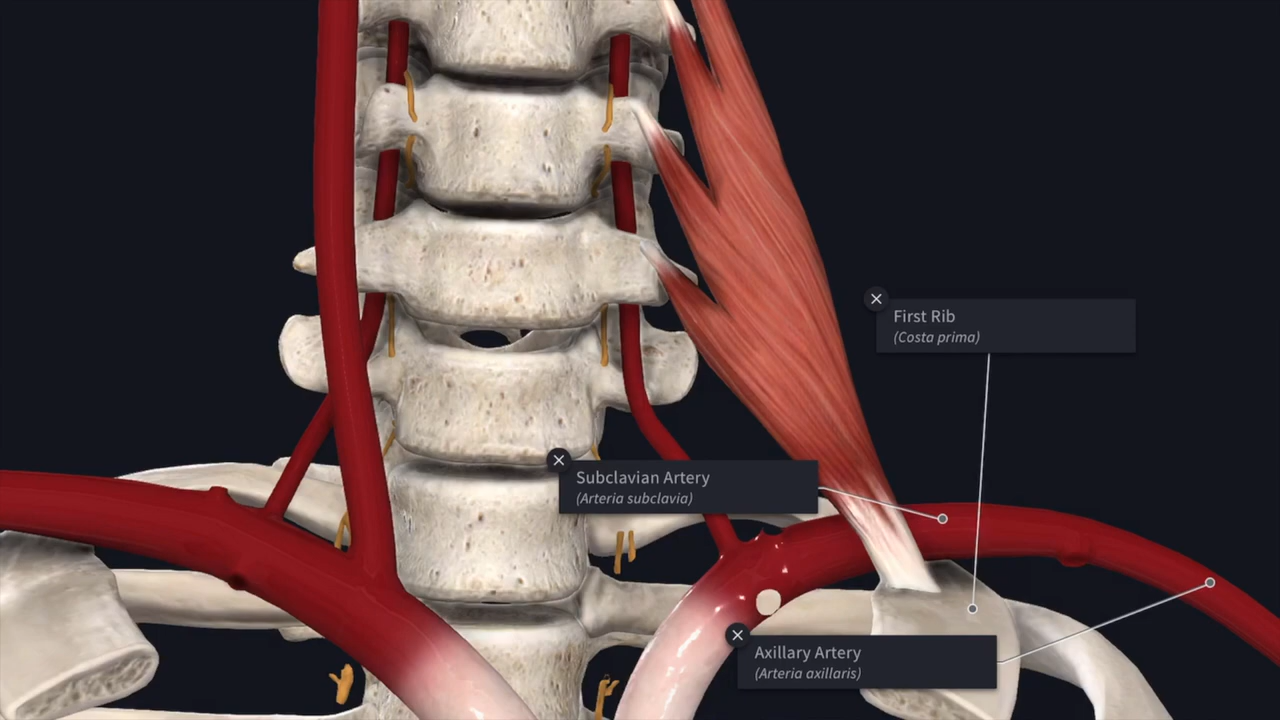 First Rib
(Costa prima)
Subclavian Artery
(Arteria subclavia)
Axillary Artery
(Arteria axillaris)